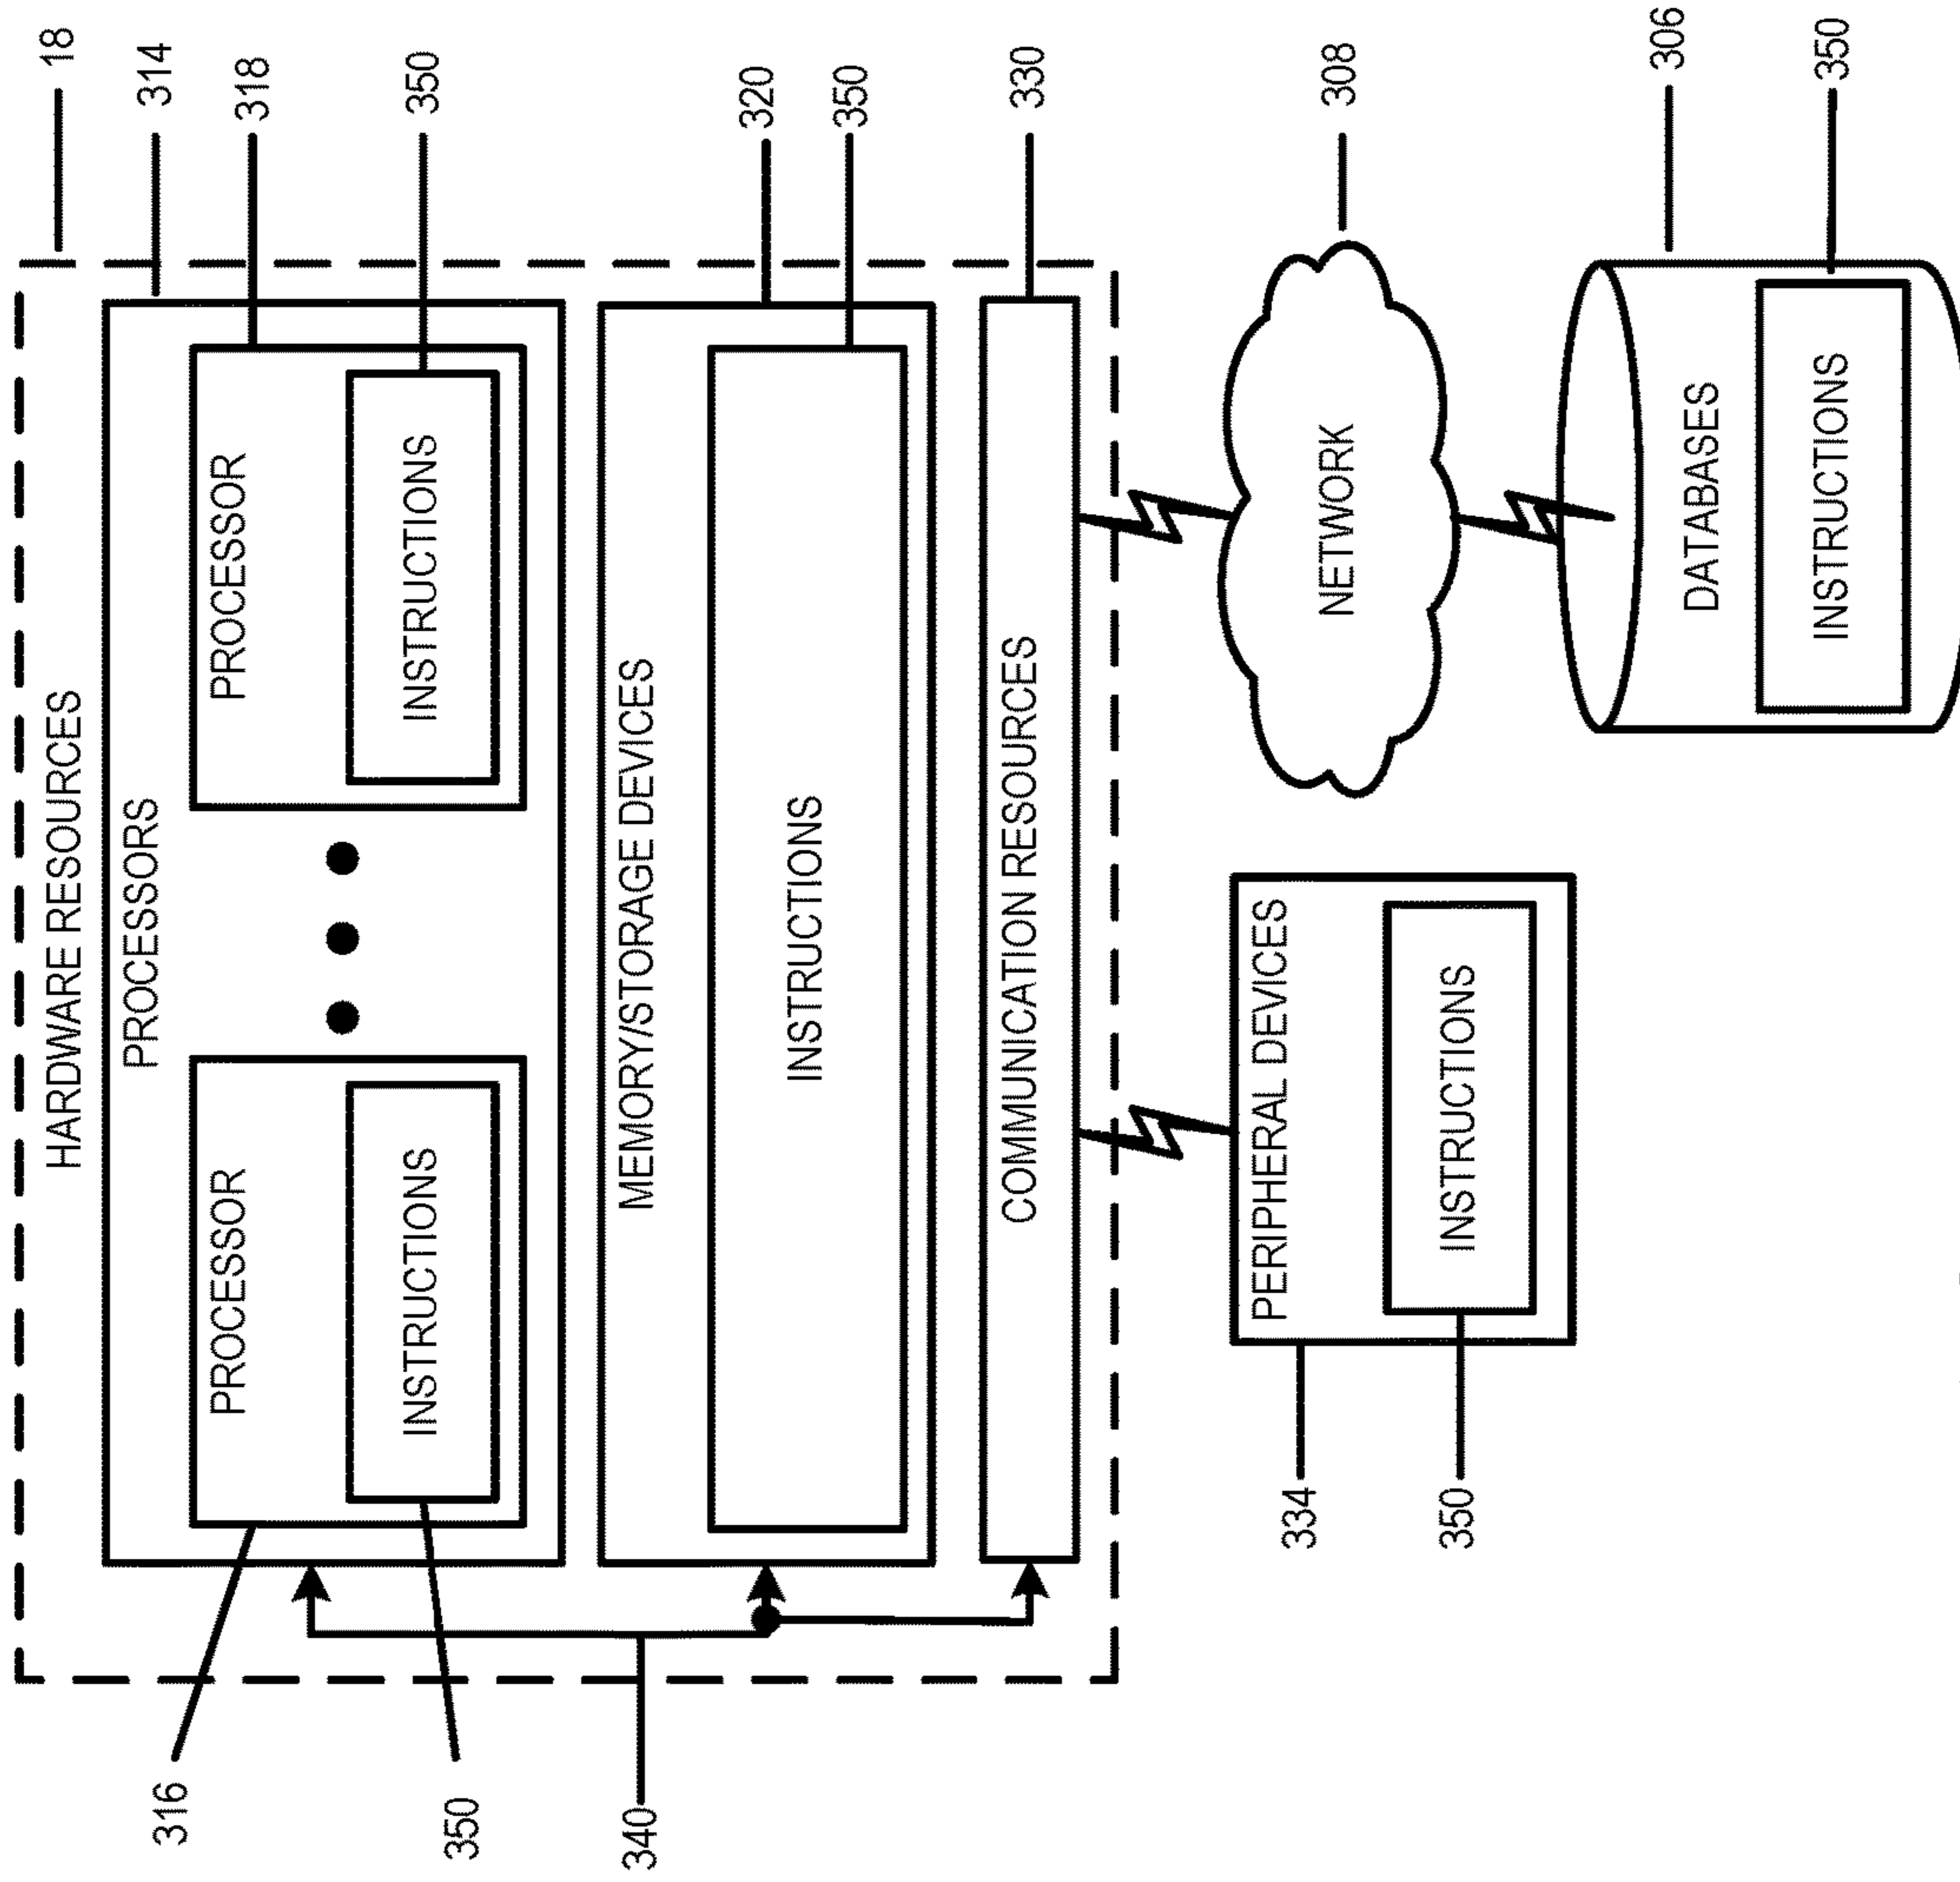 HARDWARE RESOURCES
18
PROCESSORS
314
316
PROCESSOR
PROCESSOR
318
350
INSTRUCTIONS
INSTRUCTIONS
350
340
MEMORY/STORAGE DEVICES
320
INSTRUCTIONS
350
COMMUNICATION RESOURCES
330
334
PERIPHERAL DEVICES
NETWORK
308
350
INSTRUCTIONS
DATABASES
306
INSTRUCTIONS
350